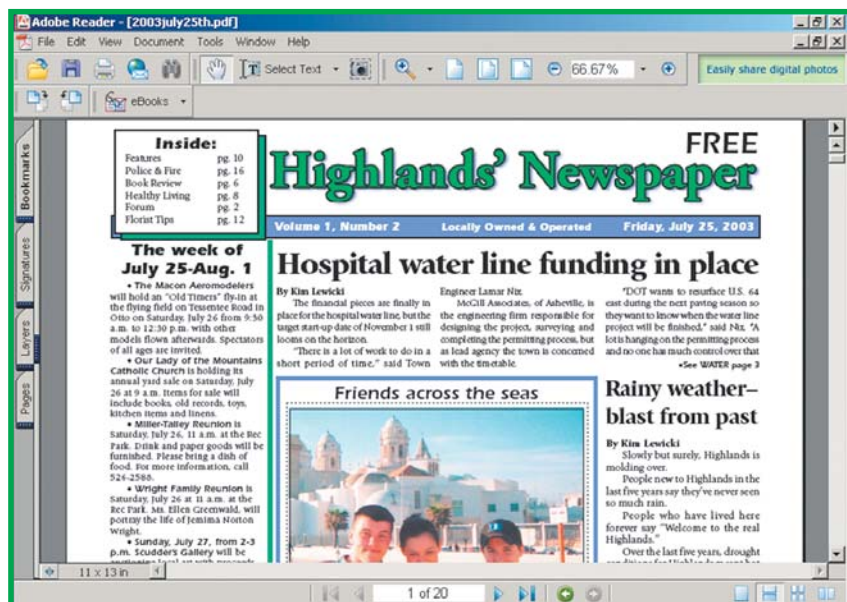 Adobe Reader - [2003july25th.pdf]
File Edit View Document Tools Window Help
Select Text
66.67%
Easily share digital photos
eBooks
Bookmarks
Signatures
Layers
Pages
Inside:
Features pg. 10
Police & Fire pg. 16
Book Review pg. 6
Healthy Living pg. 8
Forum pg. 2
Florist Tips pg. 12
FREE
Highlands' Newspaper
Volume 1, Number 2 Locally Owned & Operated Friday, July 25, 2003
The week of
July 25-Aug. 1
• The Macon Aeromodelers
will hold an "Old Timers" fly-in at
the flying field on Tessentee Road in
Otto on Saturday, July 26 from 9:30
a.m. to 12:30 p.m. with other
models flown afterwards. Spectators
of all ages are invited.
• Our Lady of the Mountains
Catholic Church is holding its
annual yard sale on Saturday, July
26 at 9 a.m. Items for sale will
include books, old records, toys,
kitchen items and linens.
• Miller-Talley Reunion is
Saturday, July 26, 11 a.m. at the Rec
Park. Drink and paper goods will be
furnished. Please bring a dish of
food. For more information, call
526-2588.
• Wright Family Reunion is
Saturday, July 26 at 11 a.m. at the
Rec Park. Ms. Ellen Greenwald, will
portray the life of Jemima Norton
Wright.
• Sunday, July 27, from 2-3
p.m. Scudder's Gallery will be
Hospital water line funding in place
By Kim Lewicki
The financial pieces are finally in
place for the hospital water line, but the
target start-up date of November 1 still
looms on the horizon.
"There is a lot of work to do in a
short period of time," said Town
Engineer Lamar Nix.
McGill Associates, of Asheville, is
the engineering firm responsible for
designing the project, surveying and
completing the permitting process, but
as lead agency the town is concerned
with the timetable.
"DOT wants to resurface U.S. 64
east during the next paving season so
they want to know when the water line
project will be finished," said Nix. "A
lot is hanging on the permitting process
and no one has much control over that
•See WATER page 3
Friends across the seas
Rainy weather–
blast from past
By Kim Lewicki
Slowly but surely, Highlands is
molding over.
People new to Highlands in the
last five years say they've never seen
so much rain.
People who have lived here
forever say "Welcome to the real
Highlands."
Over the last five years, drought
11 x 13 in
1 of 20